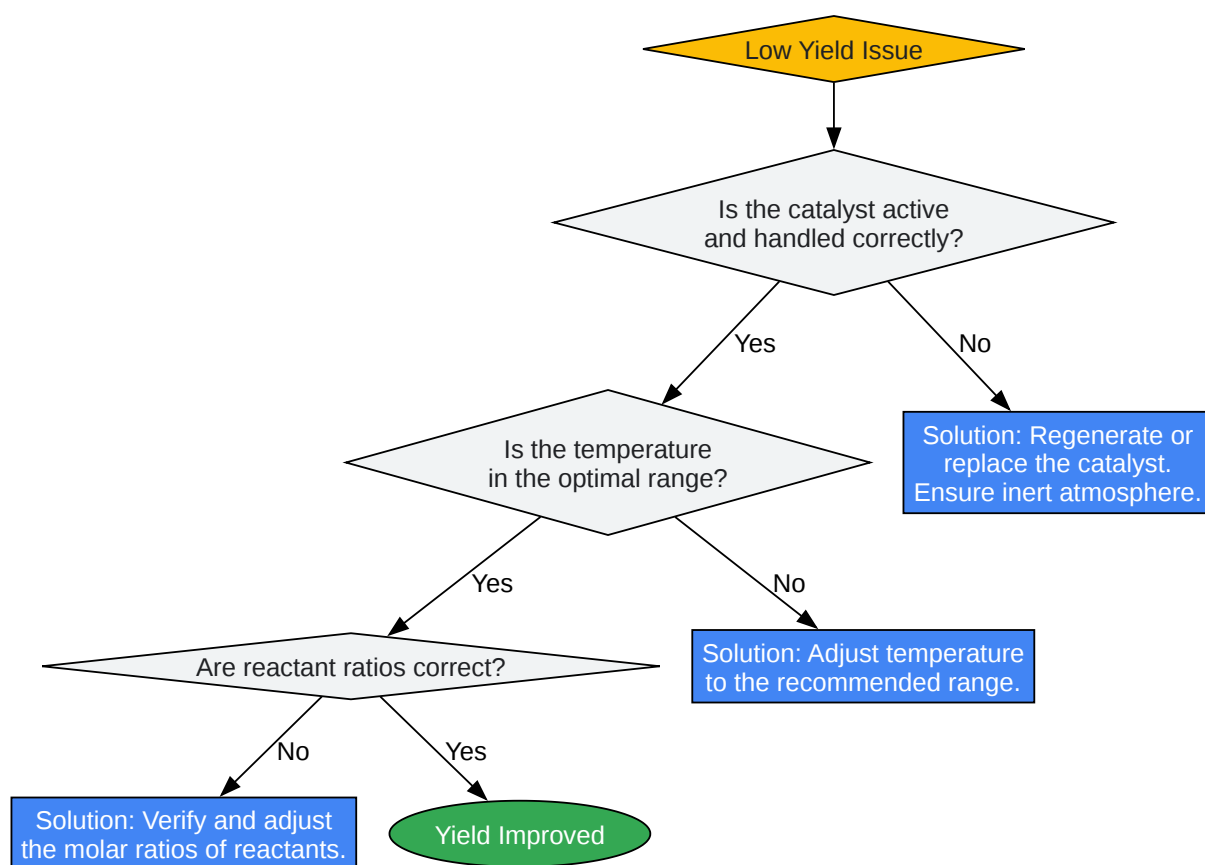 Low Yield Issue
Is the catalyst active
and handled correctly?
Yes
No
Is the temperature
in the optimal range?
Solution: Regenerate or
replace the catalyst.
Ensure inert atmosphere.
Yes
No
Are reactant ratios correct?
Solution: Adjust temperature
to the recommended range.
No
Yes
Solution: Verify and adjust
the molar ratios of reactants.
Yield Improved